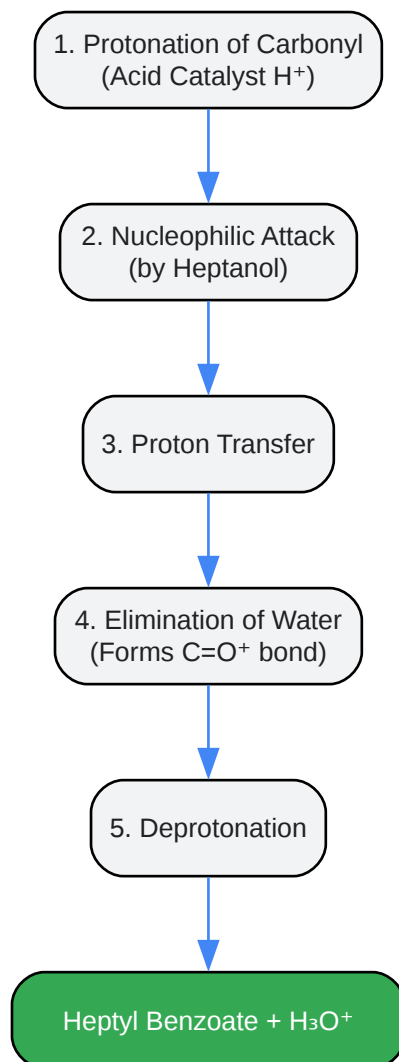 1. Protonation of Carbonyl
(Acid Catalyst H⁺)
2. Nucleophilic Attack
(by Heptanol)
3. Proton Transfer
4. Elimination of Water
(Forms C=O⁺ bond)
5. Deprotonation
Heptyl Benzoate + H₃O⁺